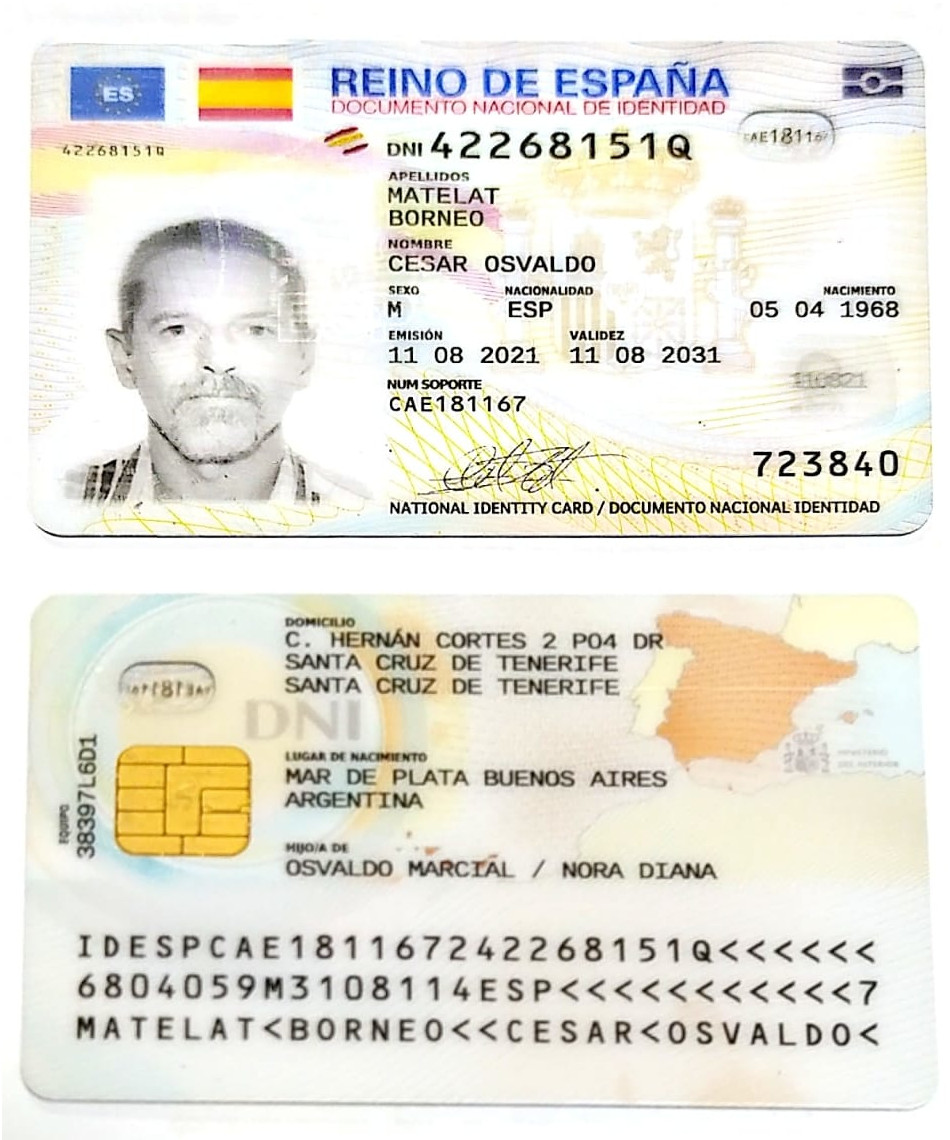 ES
REINO DE ESPAÑA
DOCUMENTO NACIONAL DE IDENTIDAD
42268151Q
DNI 42268151Q
CAE181167
APELLIDOS
MATELAT
BORNEO
NOMBRE
CESAR OSVALDO
SEXO NACIONALIDAD NACIMIENTO
M ESP 05 04 1968
EMISIÓN VALIDEZ
11 08 2021 11 08 2031
110821
NUM SOPORTE
CAE181167
723840
NATIONAL IDENTITY CARD / DOCUMENTO NACIONAL IDENTIDAD
DOMICILIO
C. HERNÁN CORTES 2 P04 DR
SANTA CRUZ DE TENERIFE
SANTA CRUZ DE TENERIFE
DNI
LUGAR DE NACIMIENTO
MAR DE PLATA BUENOS AIRES
ARGENTINA
MINISTERIO
DEL INTERIOR
EQUIPO
38397L6D1
HIJO/A DE
OSVALDO MARCIAL / NORA DIANA
IDESPCAE181167242268151Q<<<<<<
6804059M3108114ESP<<<<<<<<<<<7
MATELAT<BORNEO<<CESAR<OSVALDO<